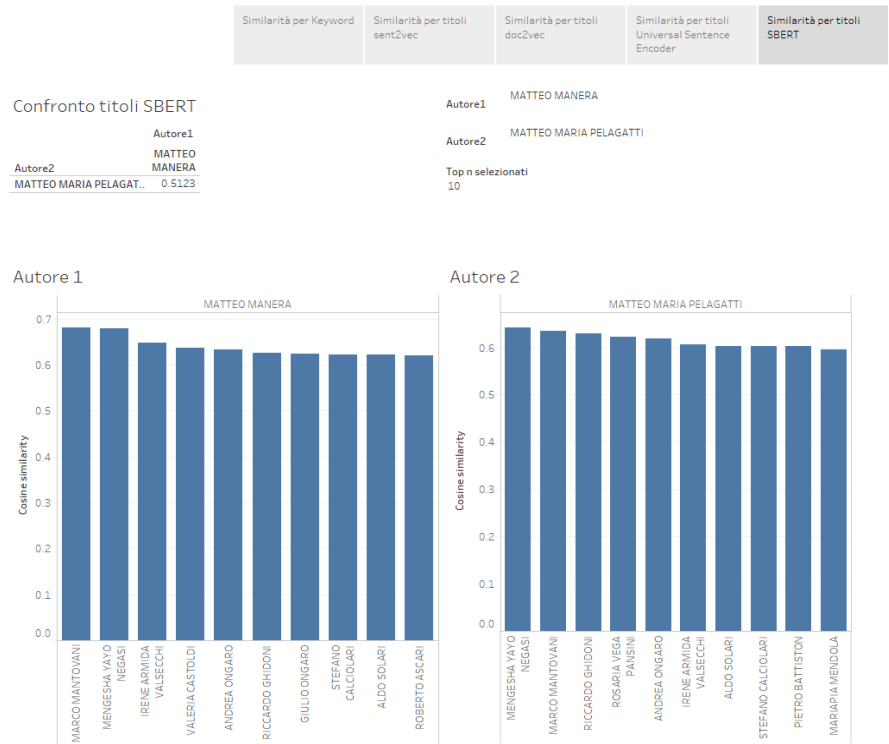 Similarità per Keyword
Similarità per titoli
sent2vec
Similarità per titoli
doc2vec
Similarità per titoli
Universal Sentence
Encoder
Similarità per titoli
SBERT
Confronto titoli SBERT
Autore1
MATTEO
MANERA
Autore2
MATTEO MARIA PELAGAT..
0.5123
Autore1
MATTEO MANERA
Autore2
MATTEO MARIA PELAGATTI
Top n selezionati
10
Autore 1
MATTEO MANERA
Cosine similarity
0.7
0.6
0.5
0.4
0.3
0.2
0.1
0.0
MARCO MANTOVANI
MENGESHA YAYO
NEGASI
IRENE ARMIDA
VALSECCHI
VALERIA CASTOLDI
ANDREA ONGARO
RICCARDO GHIDONI
GIULIO ONGARO
STEFANO
CALCIOLARI
ALDO SOLARI
ROBERTO ASCARI
Autore 2
MATTEO MARIA PELAGATTI
Cosine similarity
0.6
0.5
0.4
0.3
0.2
0.1
0.0
MENGESHA YAYO
NEGASI
MARCO MANTOVANI
RICCARDO GHIDONI
ROSARIA VEGA
PANSINI
ANDREA ONGARO
IRENE ARMIDA
VALSECCHI
ALDO SOLARI
STEFANO CALCIOLARI
PIETRO BATTISTON
MARIAPIA MENDOLA